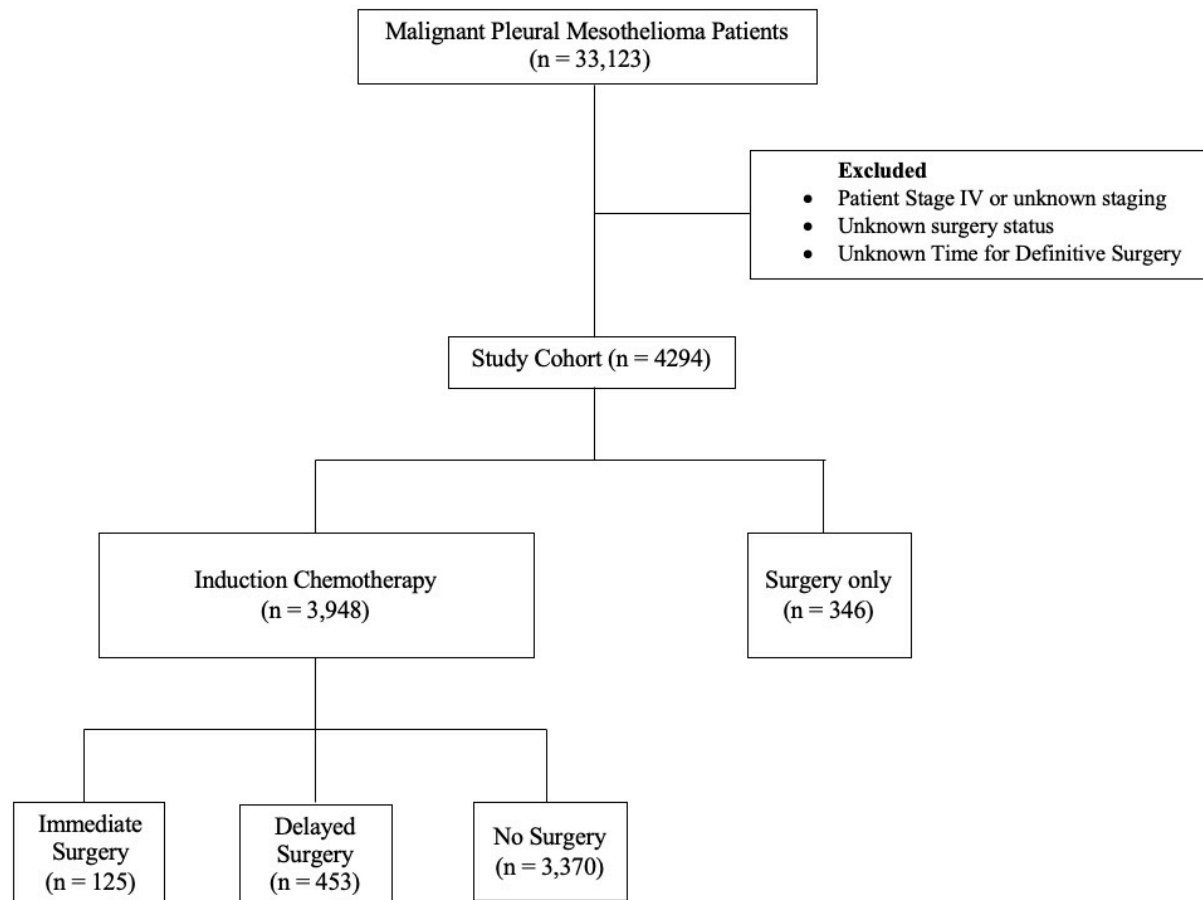 Malignant Pleural Mesothelioma Patients
(n = 33,123)
Excluded
• Patient Stage IV or unknown staging
• Unknown surgery status
• Unknown Time for Definitive Surgery
Study Cohort (n = 4294)
Induction Chemotherapy
(n = 3,948)
Surgery only
(n = 346)
Immediate
Surgery
(n = 125)
Delayed
Surgery
(n = 453)
No Surgery
(n = 3,370)